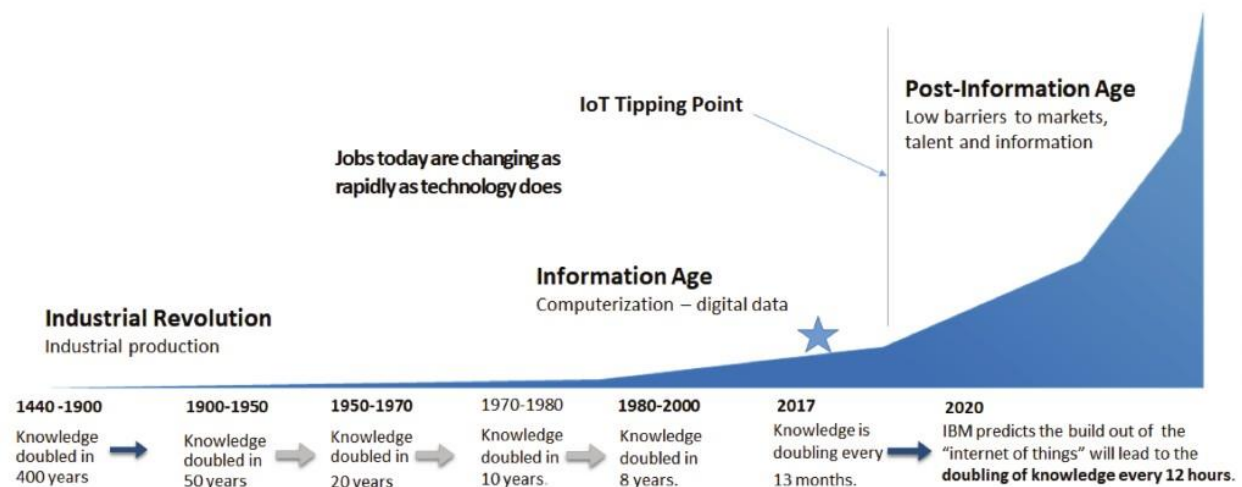 IoT Tipping Point
Post-Information Age
Low barriers to markets,
talent and information
Jobs today are changing as
rapidly as technology does
Information Age
Computerization – digital data
Industrial Revolution
Industrial production
1440-1900
Knowledge
doubled in
400 years
1900-1950
Knowledge
doubled in
50 years
1950-1970
Knowledge
doubled in
20 years
1970-1980
Knowledge
doubled in
10 years.
1980-2000
Knowledge
doubled in
8 years.
2017
Knowledge is
doubling every
13 months.
2020
IBM predicts the build out of the
“internet of things” will lead to the
doubling of knowledge every 12 hours.